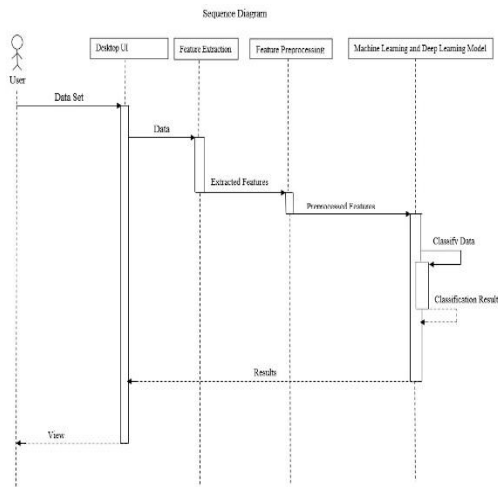 Sequence Diagram
Desktop UI
Feature Extraction
Feature Preprocessing
Machine Learning and Deep Learning Model
User
Data Set
Data
Extracted Features
Preprocessed Features
Classify Data
Classification Result
Results
View